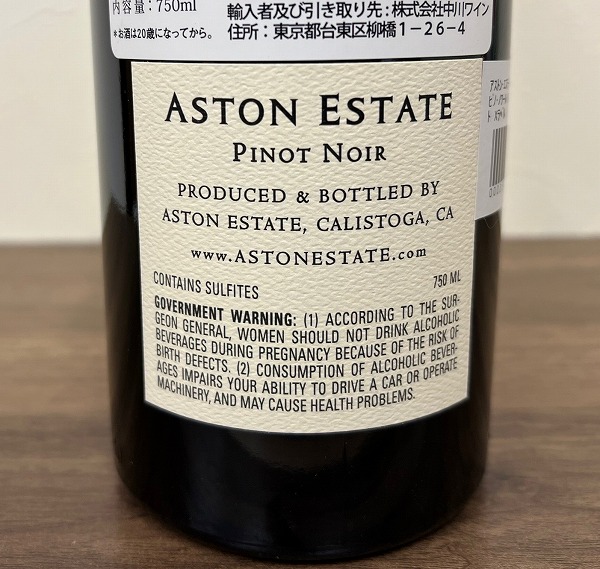 内容量:750ml
*お酒は20歳になってから。
輸入者及び引き取り先:株式会社中川ワイン
住所:東京都台東区柳橋1-26-4
ASTON ESTATE
PINOT NOIR
PRODUCED & BOTTLED BY
ASTON ESTATE, CALISTOGA, CA
www.ASTONESTATE.com
CONTAINS SULFITES
750 ML
GOVERNMENT WARNING: (1) ACCORDING TO THE SUR-
GEON GENERAL, WOMEN SHOULD NOT DRINK ALCOHOLIC
BEVERAGES DURING PREGNANCY BECAUSE OF THE RISK OF
BIRTH DEFECTS. (2) CONSUMPTION OF ALCOHOLIC BEVER-
AGES IMPAIRS YOUR ABILITY TO DRIVE A CAR OR OPERATE
MACHINERY, AND MAY CAUSE HEALTH PROBLEMS.